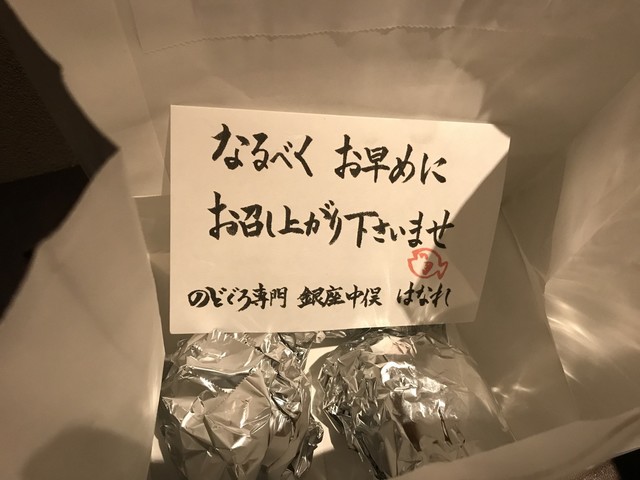 なるべく お早めに
お召し上がり下さいませ
のどぐろ専門 銀座中俣 はなれ